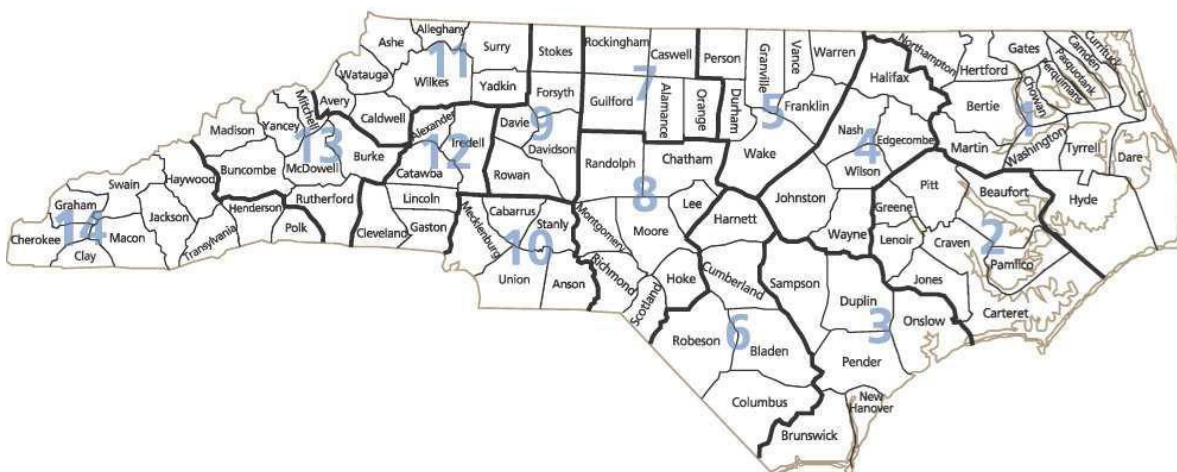 Alleghany
Ashe
Surry
Stokes
Rockingham
Caswell
Person
Granville
Vance
Warren
Northampton
Gates
Currituck
Camden
Pasquotank
Perquimans
Hertford
Halifax
11
Watauga
Wilkes
Yadkin
Forsyth
7
Guilford
Alamance
Orange
Durham
5
Franklin
Bertie
Chowan
1
Mitchell
Avery
Caldwell
Alexander
Iredell
Davie
9
Davidson
Nash
4
Edgecombe
Martin
Washington
Tyrrell
Dare
Madison
Yancey
13
McDowell
Burke
12
Catawba
Rowan
Randolph
Chatham
Wake
Wilson
Buncombe
Haywood
Swain
Rutherford
Lincoln
8
Johnston
Greene
Pitt
Beaufort
Hyde
Graham
Jackson
Henderson
Polk
Cleveland
Gaston
Mecklenburg
Cabarrus
Stanly
Montgomery
Moore
Lee
Harnett
Wayne
Lenoir
Craven
2
Pamlico
Cherokee
14
Macon
Transylvania
Clay
10
Union
Anson
Richmond
Scotland
Hoke
Cumberland
Sampson
Duplin
Jones
Carteret
Onslow
3
Robeson
6
Bladen
Pender
Columbus
New
Hanover
Brunswick